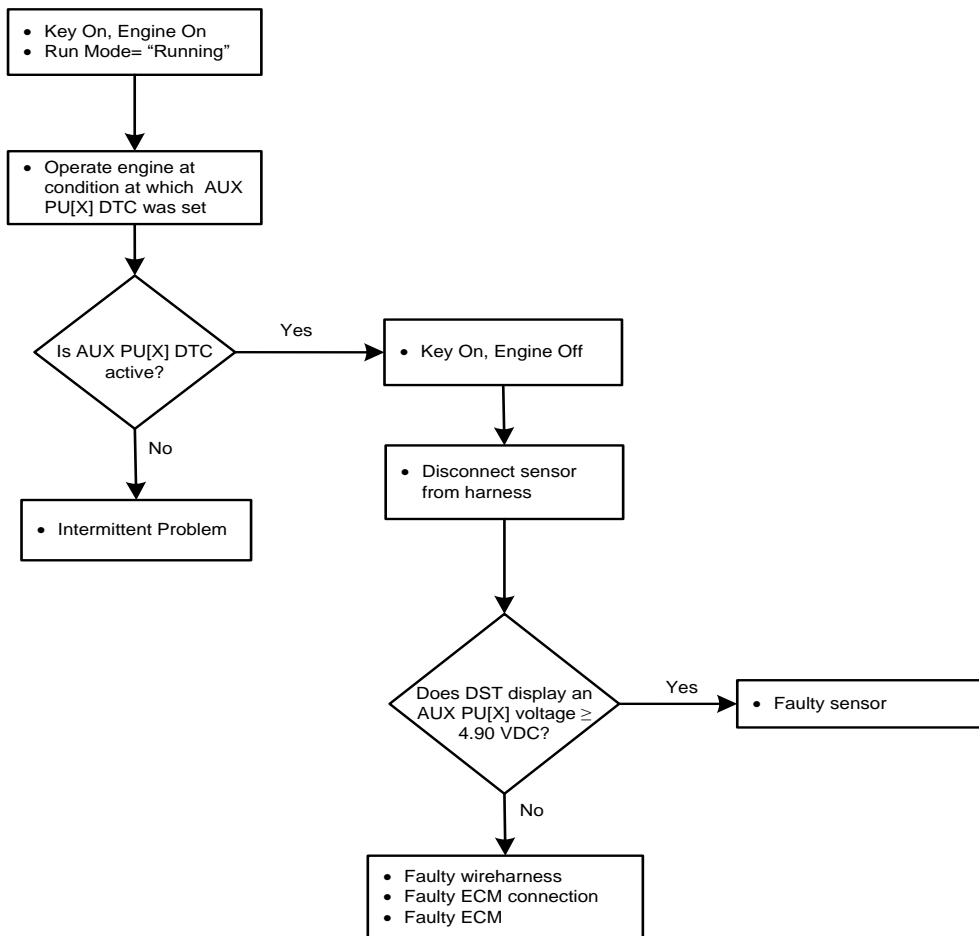 • Key On, Engine On
• Run Mode= “Running”
• Operate engine at
condition at which AUX
PU[X] DTC was set
Is AUX PU[X] DTC
active?
Yes
• Key On, Engine Off
No
• Disconnect sensor
from harness
• Intermittent Problem
Does DST display an
AUX PU[X] voltage ≥
4.90 VDC?
Yes
• Faulty sensor
No
• Faulty wireharness
• Faulty ECM connection
• Faulty ECM